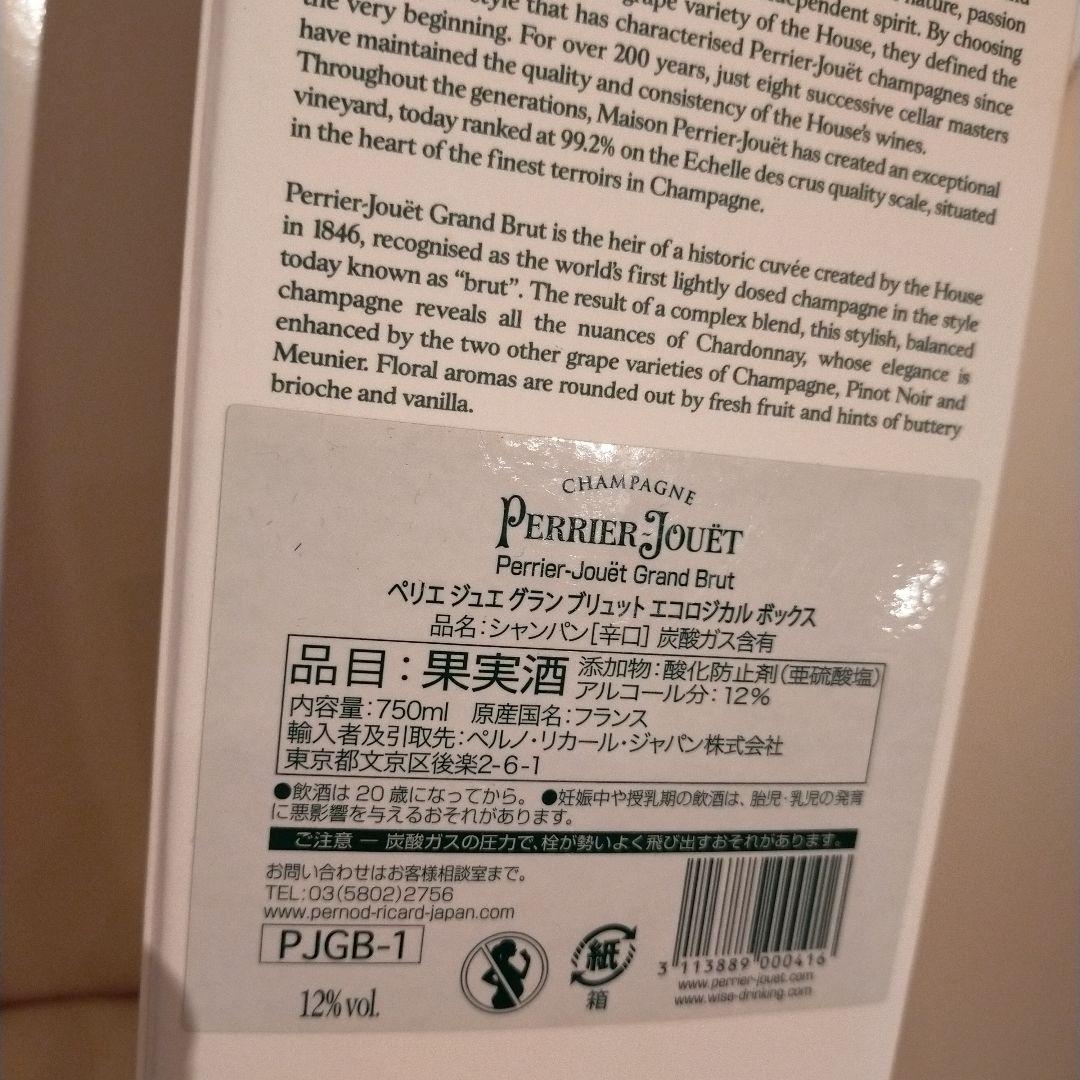 nature, passion
independent spirit. By choosing
grape variety of the House, they defined the
style that has characterised Perrier-Jouët champagnes since
the very beginning. For over 200 years, just eight successive cellar masters
have maintained the quality and consistency of the House's wines.
Throughout the generations, Maison Perrier-Jouët has created an exceptional
vineyard, today ranked at 99.2% on the Echelle des crus quality scale, situated
in the heart of the finest terroirs in Champagne.
Perrier-Jouët Grand Brut is the heir of a historic cuvée created by the House
in 1846, recognised as the world's first lightly dosed champagne in the style
today known as “brut”. The result of a complex blend, this stylish, balanced
champagne reveals all the nuances of Chardonnay, whose elegance is
enhanced by the two other grape varieties of Champagne, Pinot Noir and
Meunier. Floral aromas are rounded out by fresh fruit and hints of buttery
brioche and vanilla.
CHAMPAGNE
PERRIER-JOUËT
Perrier-Jouët Grand Brut
ペリエ ジュエ グラン ブリュット エコロジカル ボックス
品名:シャンパン[辛口] 炭酸ガス含有
品目:果実酒 添加物:酸化防止剤(亜硫酸塩)
アルコール分:12%
内容量:750ml 原産国名:フランス
輸入者及引取先:ペルノ・リカール・ジャパン株式会社
東京都文京区後楽2-6-1
●飲酒は20歳になってから。 ●妊娠中や授乳期の飲酒は、胎児・乳児の発育
に悪影響を与えるおそれがあります。
ご注意 — 炭酸ガスの圧力で、栓が勢いよく飛び出すおそれがあります。
お問い合わせはお客様相談室まで。
TEL:03(5802)2756
www.pernod-ricard-japan.com
PJGB-1
12% vol.
紙
箱
3 113889 000416
www.perrier-jouet.com
www.wise-drinking.com